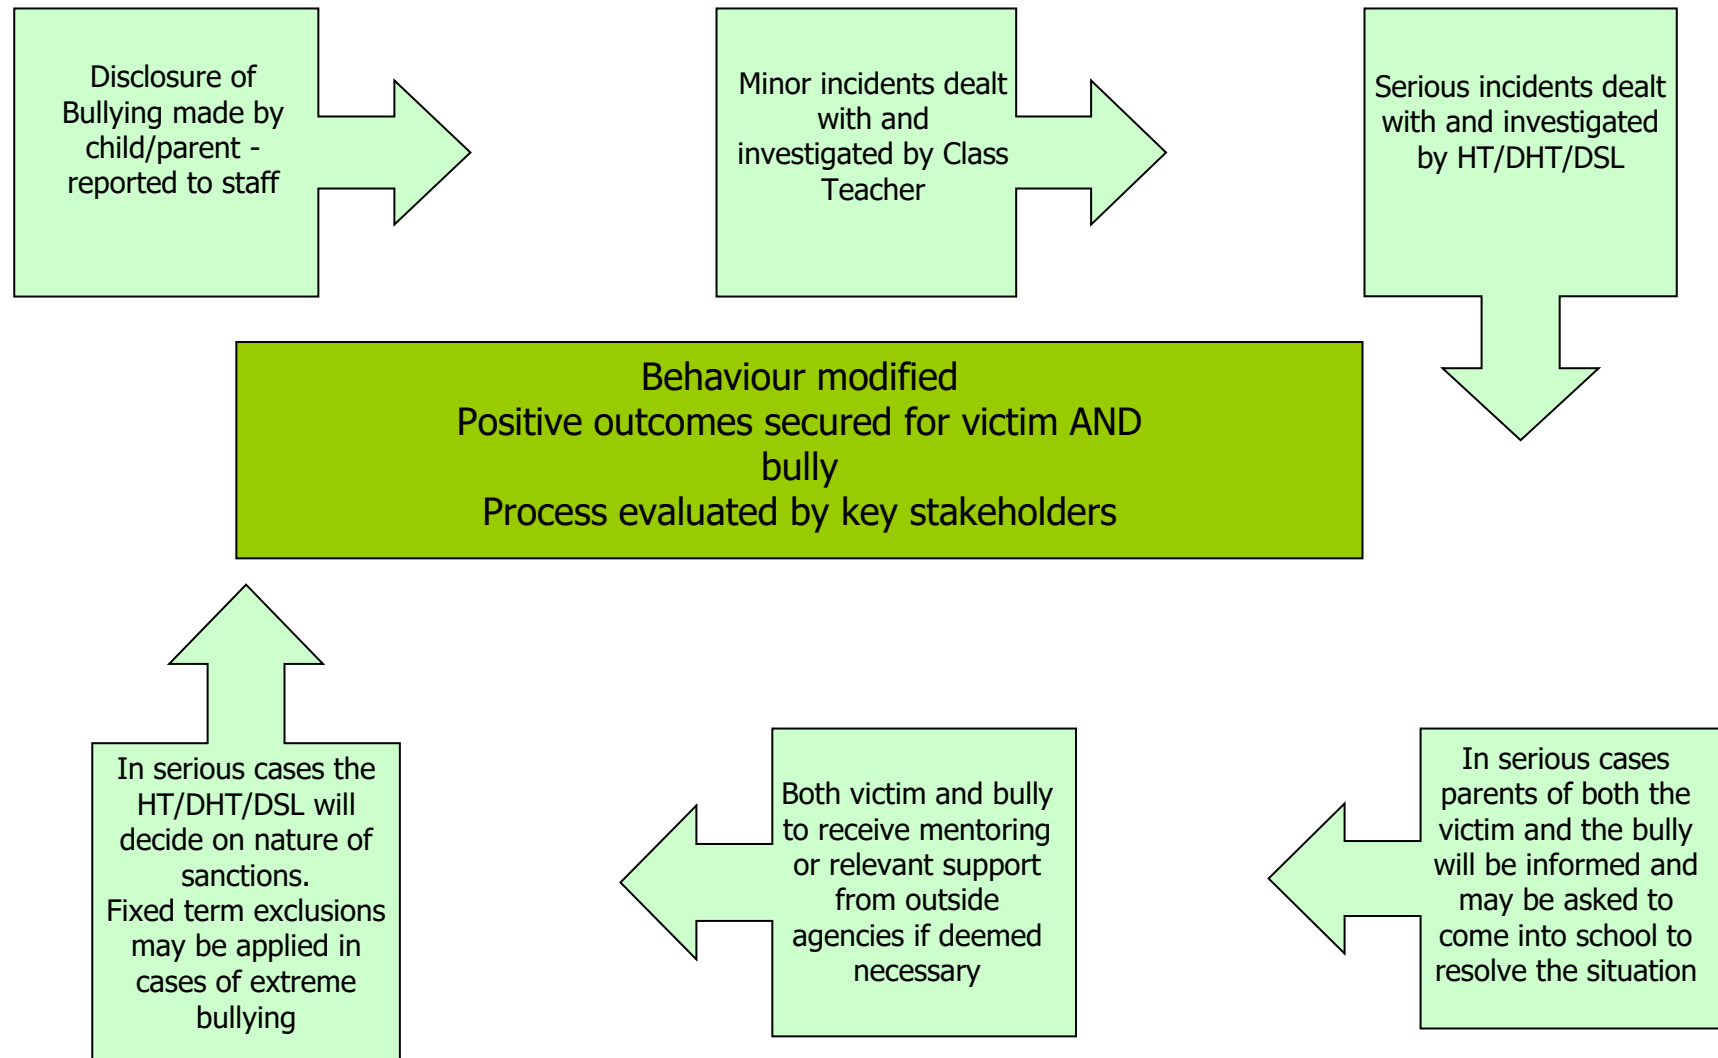 Disclosure of
Bullying made by
child/parent -
reported to staff
Minor incidents dealt
with and
investigated by Class
Teacher
Serious incidents dealt
with and investigated
by HT/DHT/DSL
Behaviour modified
Positive outcomes secured for victim AND
bully
Process evaluated by key stakeholders
In serious cases
parents of both the
victim and the bully
will be informed and
may be asked to
come into school to
resolve the situation
Both victim and bully
to receive mentoring
or relevant support
from outside
agencies if deemed
necessary
In serious cases the
HT/DHT/DSL will
decide on nature of
sanctions.
Fixed term exclusions
may be applied in
cases of extreme
bullying